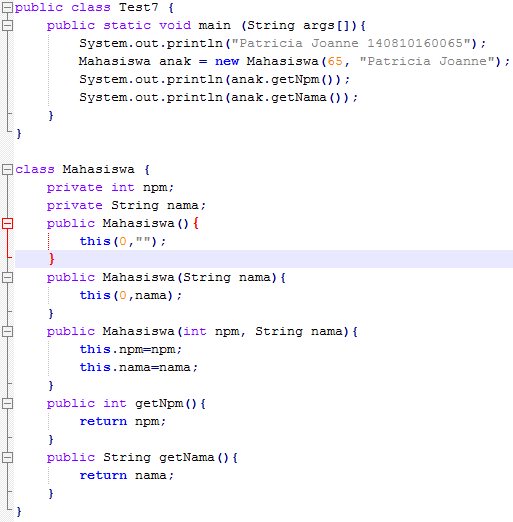 public class Test7 {
    public static void main (String args[]){
        System.out.println("Patricia Joanne 140810160065");
        Mahasiswa anak = new Mahasiswa(65, "Patricia Joanne");
        System.out.println(anak.getNpm());
        System.out.println(anak.getNama());
    }
}

class Mahasiswa {
    private int npm;
    private String nama;
    public Mahasiswa(){
        this(0,"");
    }
    public Mahasiswa(String nama){
        this(0,nama);
    }
    public Mahasiswa(int npm, String nama){
        this.npm=npm;
        this.nama=nama;
    }
    public int getNpm(){
        return npm;
    }
    public String getNama(){
        return nama;
    }
}